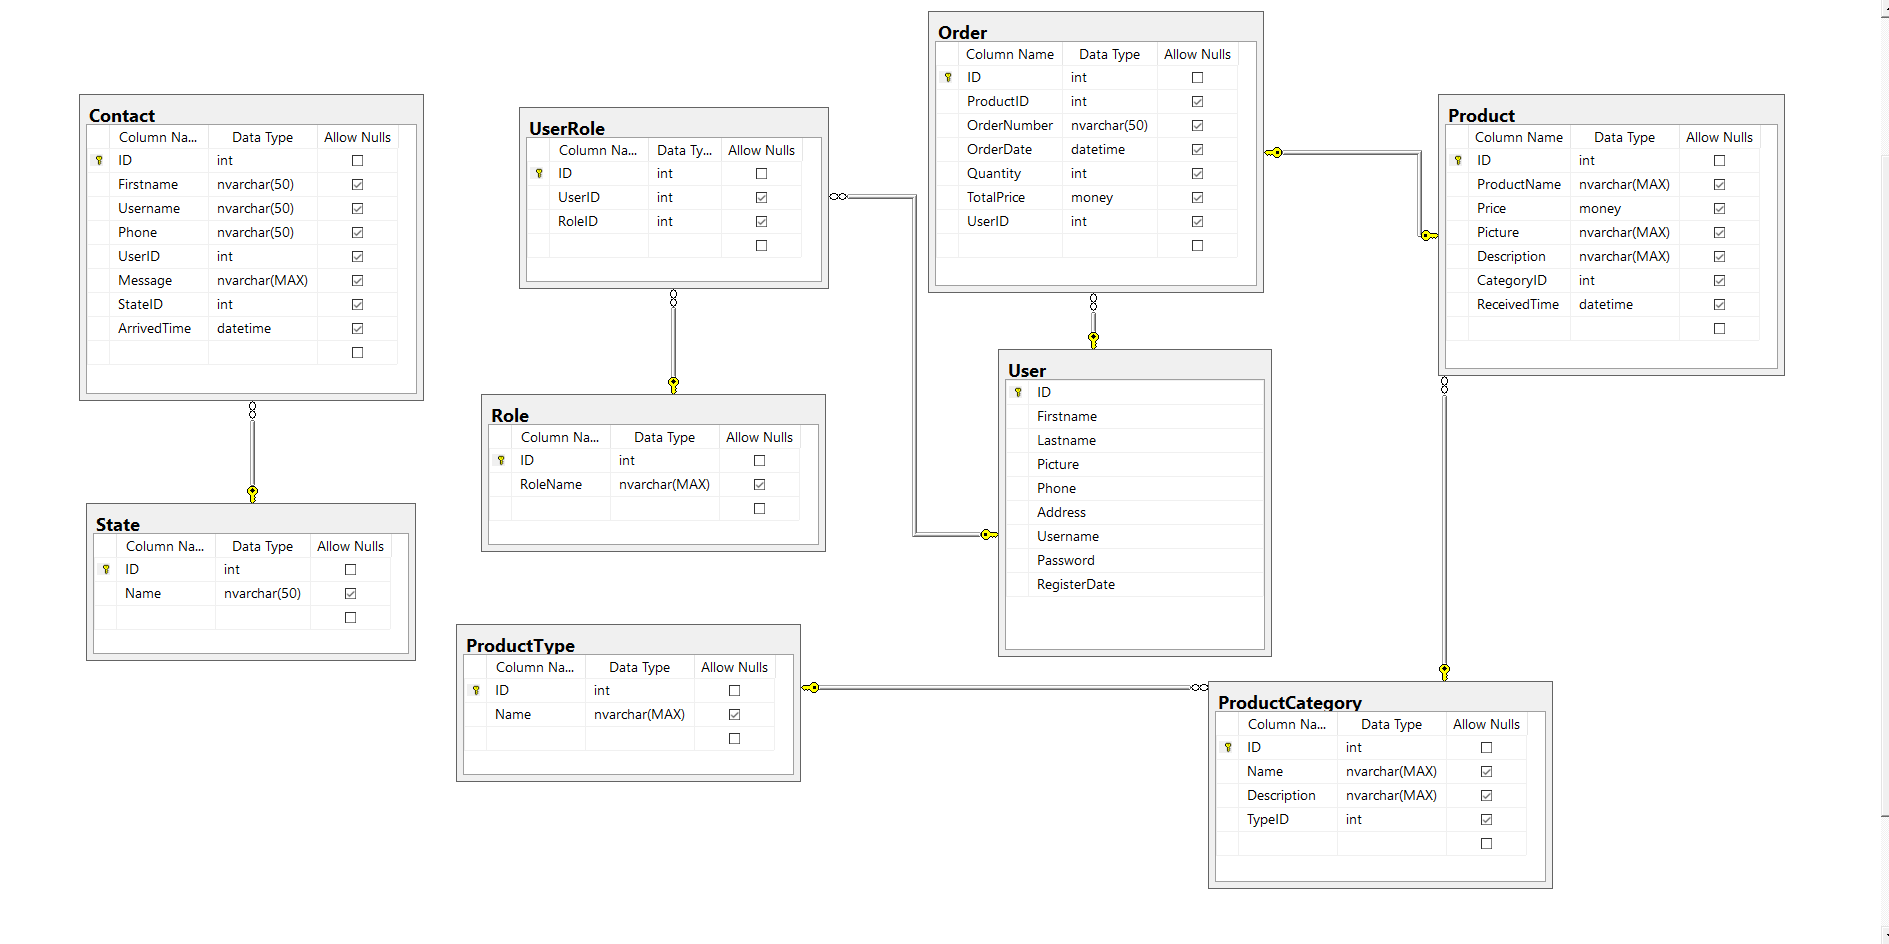 Contact
Column Na... Data Type Allow Nulls
ID int
Firstname nvarchar(50)
Username nvarchar(50)
Phone nvarchar(50)
UserID int
Message nvarchar(MAX)
StateID int
ArrivedTime datetime
State
Column Na... Data Type Allow Nulls
ID int
Name nvarchar(50)
UserRole
Column Na... Data Ty... Allow Nulls
ID int
UserID int
RoleID int
Role
Column Na... Data Type Allow Nulls
ID int
RoleName nvarchar(MAX)
ProductType
Column Na... Data Type Allow Nulls
ID int
Name nvarchar(MAX)
Order
Column Name Data Type Allow Nulls
ID int
ProductID int
OrderNumber nvarchar(50)
OrderDate datetime
Quantity int
TotalPrice money
UserID int
User
ID
Firstname
Lastname
Picture
Phone
Address
Username
Password
RegisterDate
Product
Column Name Data Type Allow Nulls
ID int
ProductName nvarchar(MAX)
Price money
Picture nvarchar(MAX)
Description nvarchar(MAX)
CategoryID int
ReceivedTime datetime
ProductCategory
Column Na... Data Type Allow Nulls
ID int
Name nvarchar(MAX)
Description nvarchar(MAX)
TypeID int